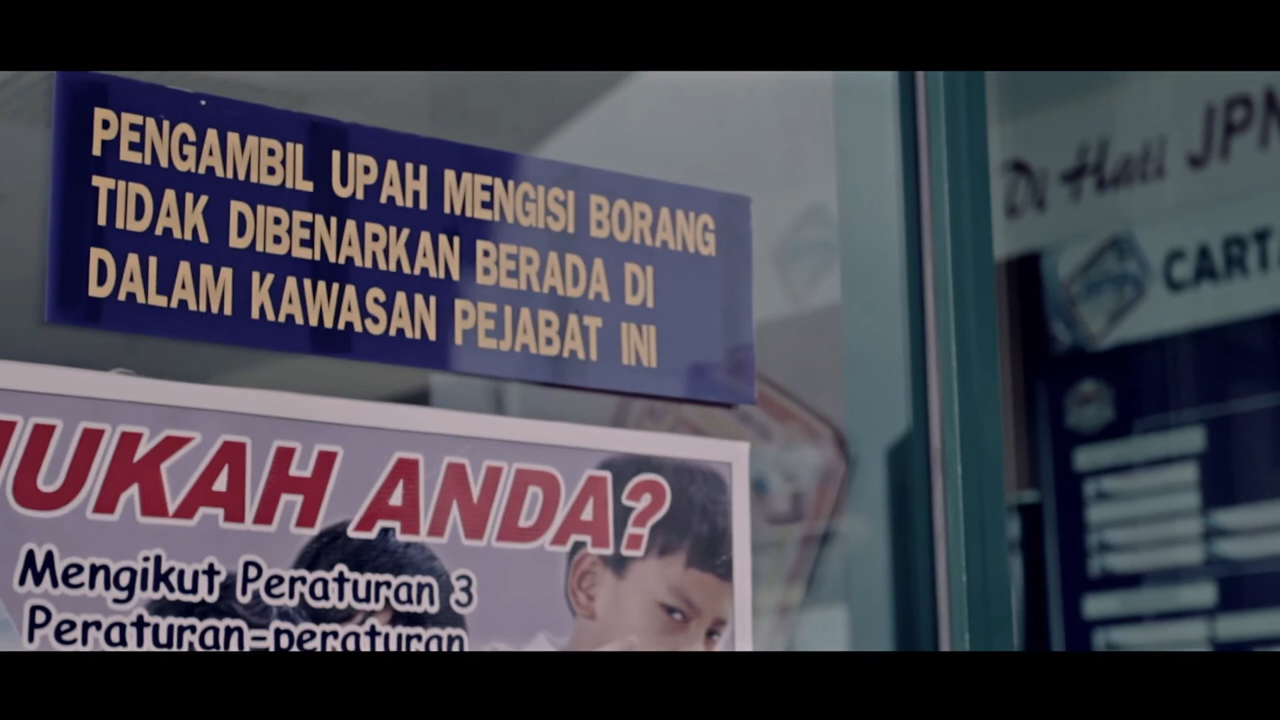 PENGAMBIL UPAH MENGISI BORANG
TIDAK DIBENARKAN BERADA DI
DALAM KAWASAN PEJABAT INI
UKAH ANDA?
Mengikut Peraturan 3
Peraturan-peraturan
Di Hati JPN
CARTA